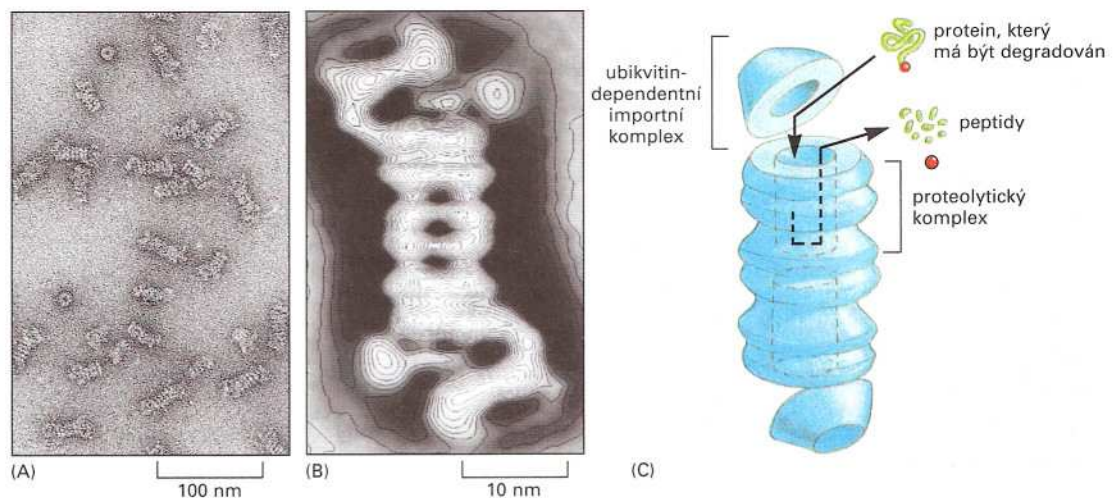 ubikvitin-
dependentní
importní
komplex
protein, který
má být degradován
peptidy
proteolytický
komplex
(A)
100 nm
(B)
10 nm
(C)